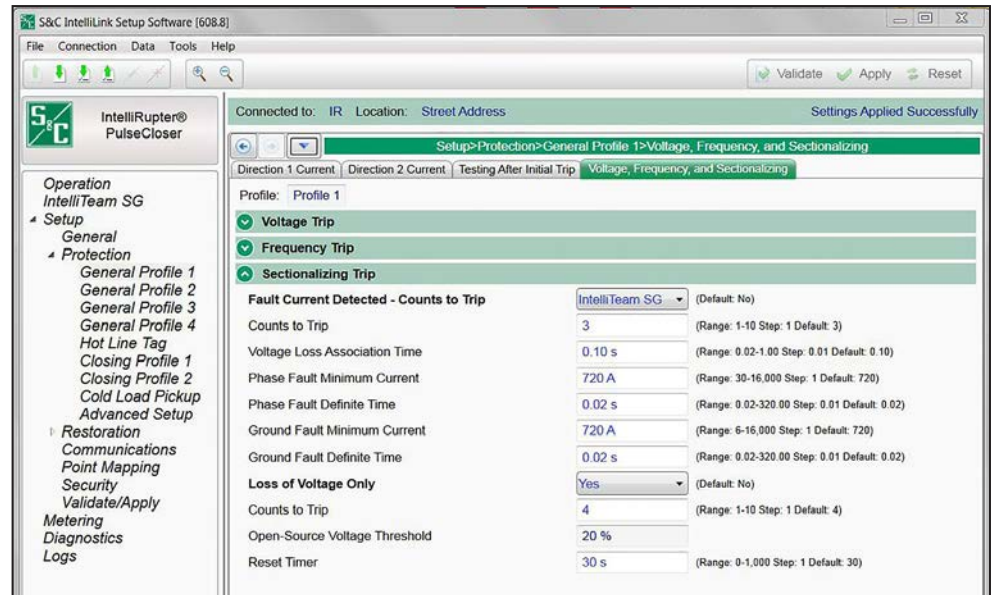 S&C IntelliLink Setup Software [608.8]
File Connection Data Tools Help
Validate Apply Reset
S&C
IntelliRupter®
PulseCloser
Connected to: IR Location: Street Address Settings Applied Successfully
Setup>Protection>General Profile 1>Voltage, Frequency, and Sectionalizing
Direction 1 Current Direction 2 Current Testing After Initial Trip Voltage, Frequency, and Sectionalizing
Profile: Profile 1
Operation
IntelliTeam SG
Setup
General
Protection
General Profile 1
General Profile 2
General Profile 3
General Profile 4
Hot Line Tag
Closing Profile 1
Closing Profile 2
Cold Load Pickup
Advanced Setup
Restoration
Communications
Point Mapping
Security
Validate/Apply
Metering
Diagnostics
Logs
Voltage Trip
Frequency Trip
Sectionalizing Trip
Fault Current Detected - Counts to Trip IntelliTeam SG (Default: No)
Counts to Trip 3 (Range: 1-10 Step: 1 Default: 3)
Voltage Loss Association Time 0.10 s (Range: 0.02-1.00 Step: 0.01 Default: 0.10)
Phase Fault Minimum Current 720 A (Range: 30-16,000 Step: 1 Default: 720)
Phase Fault Definite Time 0.02 s (Range: 0.02-320.00 Step: 0.01 Default: 0.02)
Ground Fault Minimum Current 720 A (Range: 6-16,000 Step: 1 Default: 720)
Ground Fault Definite Time 0.02 s (Range: 0.02-320.00 Step: 0.01 Default: 0.02)
Loss of Voltage Only Yes (Default: No)
Counts to Trip 4 (Range: 1-10 Step: 1 Default: 4)
Open-Source Voltage Threshold 20 %
Reset Timer 30 s (Range: 0-1,000 Step: 1 Default: 30)